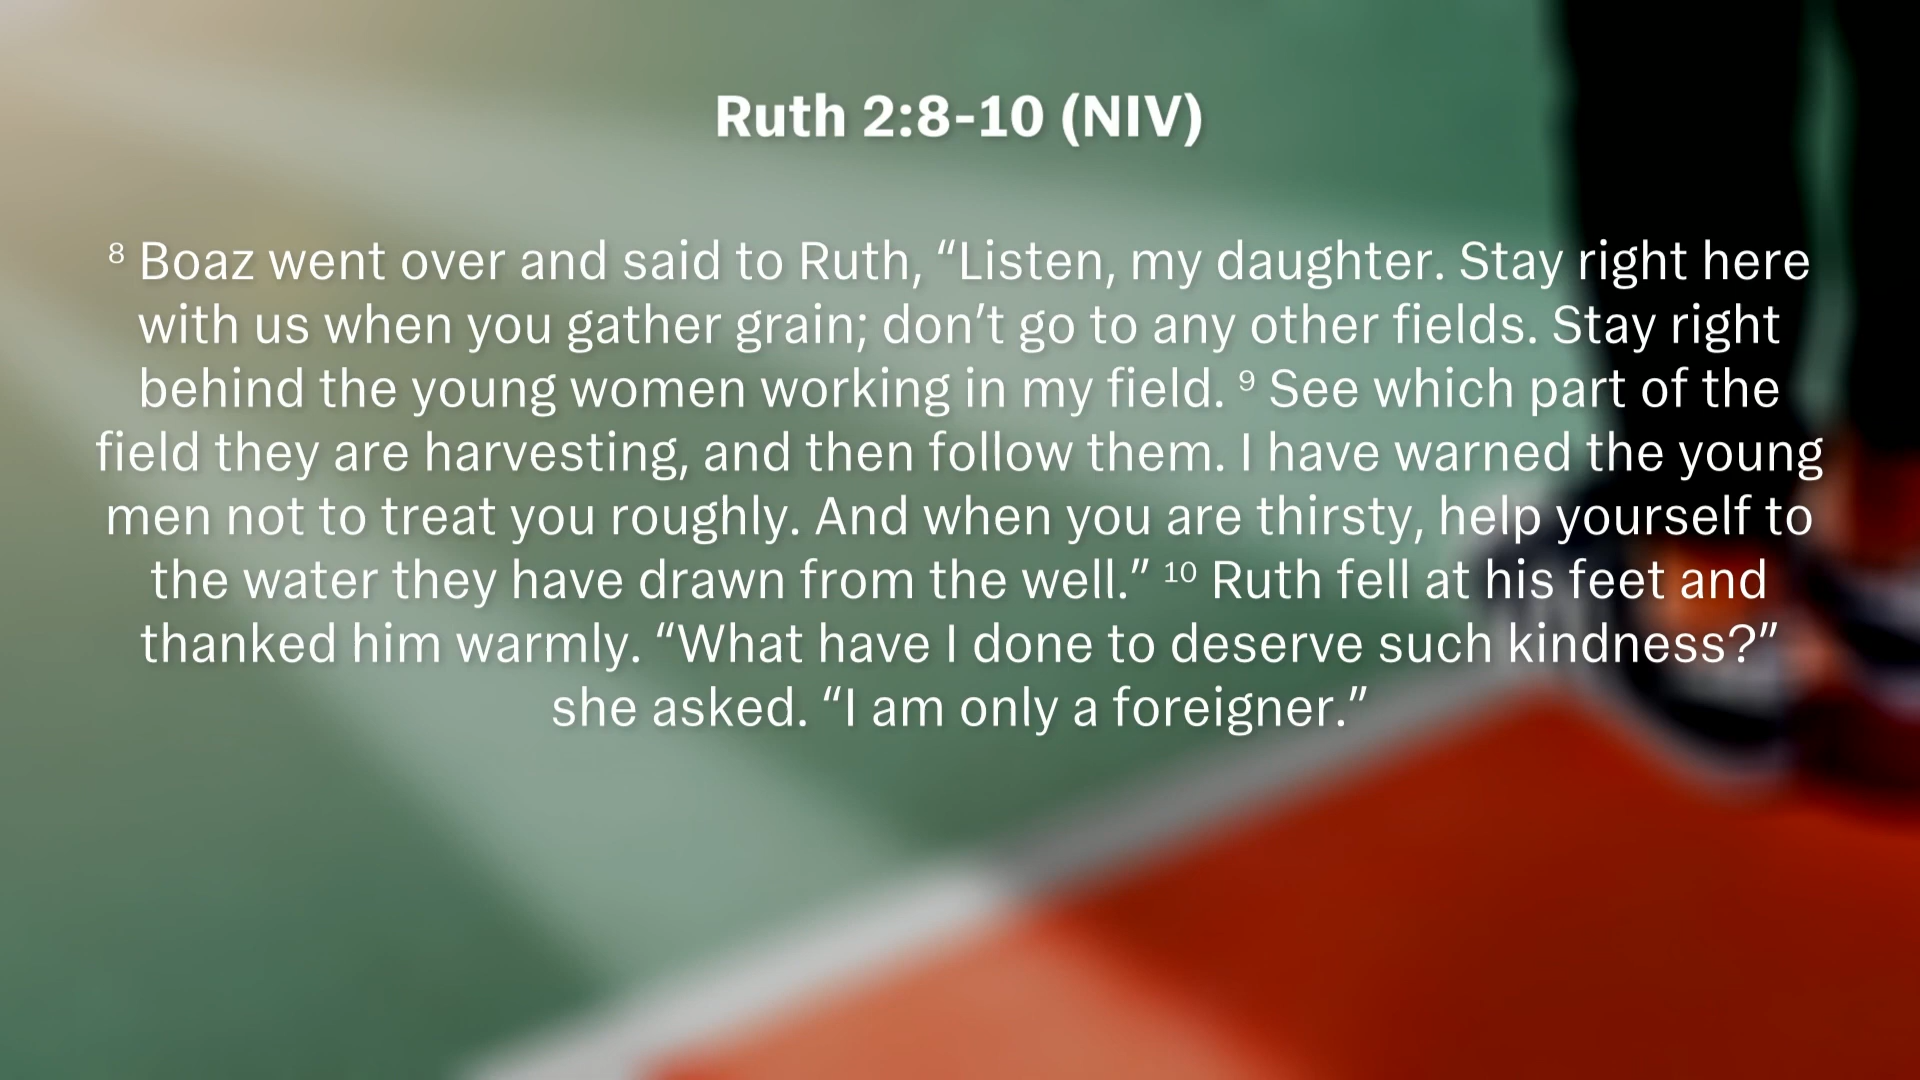 Ruth 2:8-10 (NIV)
⁸ Boaz went over and said to Ruth, “Listen, my daughter. Stay right here
with us when you gather grain; don’t go to any other fields. Stay right
behind the young women working in my field. ⁹ See which part of the
field they are harvesting, and then follow them. I have warned the young
men not to treat you roughly. And when you are thirsty, help yourself to
the water they have drawn from the well.” ¹⁰ Ruth fell at his feet and
thanked him warmly. “What have I done to deserve such kindness?”
she asked. “I am only a foreigner.”